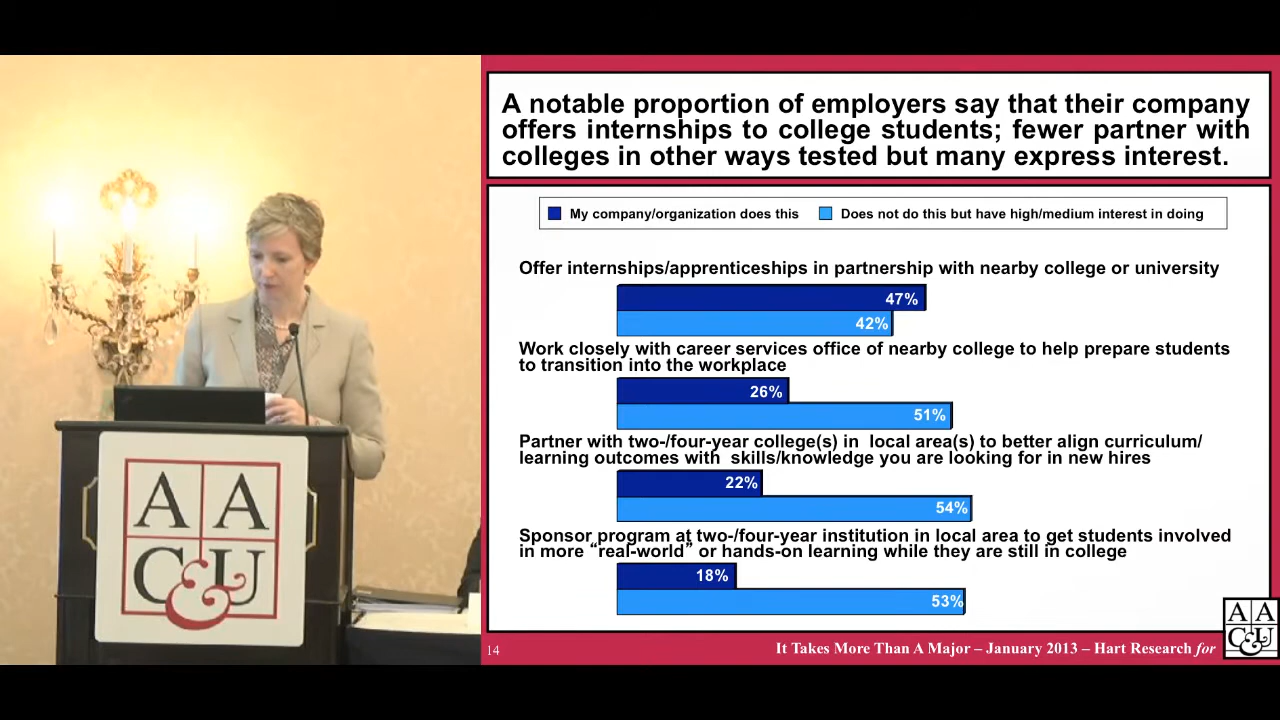 A notable proportion of employers say that their company
offers internships to college students; fewer partner with
colleges in other ways tested but many express interest.
My company/organization does this
Does not do this but have high/medium interest in doing
Offer internships/apprenticeships in partnership with nearby college or university
47%
42%
Work closely with career services office of nearby college to help prepare students
to transition into the workplace
26%
51%
Partner with two-/four-year college(s) in local area(s) to better align curriculum/
learning outcomes with skills/knowledge you are looking for in new hires
22%
54%
Sponsor program at two-/four-year institution in local area to get students involved
in more “real-world” or hands-on learning while they are still in college
18%
53%
14
It Takes More Than A Major – January 2013 – Hart Research for
A A
C & U
A A
C & U